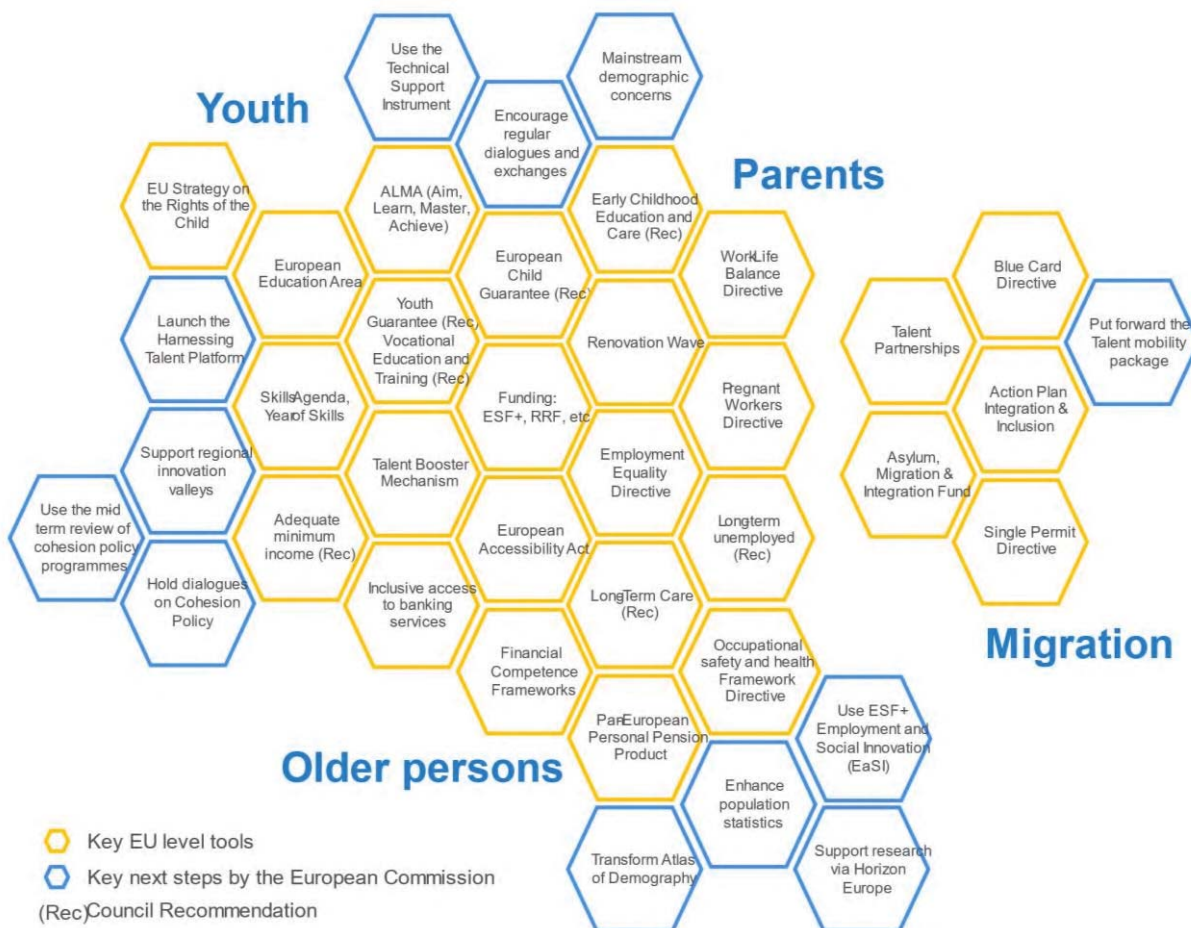 Use the
Technical
Support
Instrument
Mainstream
demographic
concerns
Youth
Encourage
regular
dialogues and
exchanges
Parents
EU Strategy on
the Rights of the
Child
ALMA (Aim,
Learn, Master,
Achieve)
Early Childhood
Education and
Care (Rec)
European
Education Area
European
Child
Guarantee (Rec)
WorkLife
Balance
Directive
Blue Card
Directive
Launch the
Harnessing
Talent Platform
Youth
Guarantee (Rec)
Vocational
Education and
Training (Rec)
Renovation Wave
Talent
Partnerships
Put forward the
Talent mobility
package
SkillsAgenda,
Yearof Skills
Funding:
ESF+, RRF, etc
Pregnant
Workers
Directive
Action Plan
Integration &
Inclusion
Support regional
innovation
valleys
Talent Booster
Mechanism
Employment
Equality
Directive
Asylum,
Migration &
Integration Fund
Use the mid
term review of
cohesion policy
programmes
Adequate
minimum
income (Rec)
European
Accessibility Act
Longterm
unemployed
(Rec)
Single Permit
Directive
Hold dialogues
on Cohesion
Policy
Inclusive access
to banking
services
LongTerm Care
(Rec)
Migration
Financial
Competence
Frameworks
Occupational
safety and health
Framework
Directive
Older persons
Pan-European
Personal Pension
Product
Use ESF+
Employment and
Social Innovation
(EaSI)
Enhance
population
statistics
Transform Atlas
of Demography
Support research
via Horizon
Europe
Key EU level tools
Key next steps by the European Commission
(Rec)Council Recommendation